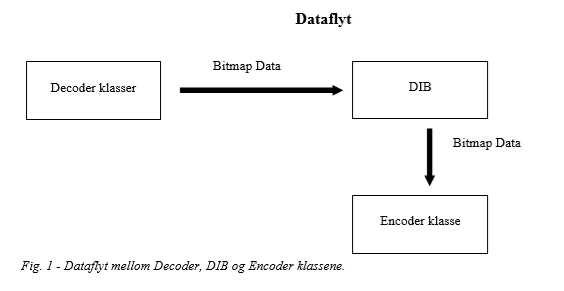 Dataflyt
Bitmap Data
Decoder klasser
DIB
Bitmap Data
Encoder klasse
Fig. 1 - Dataflyt mellom Decoder, DIB og Encoder klassene.